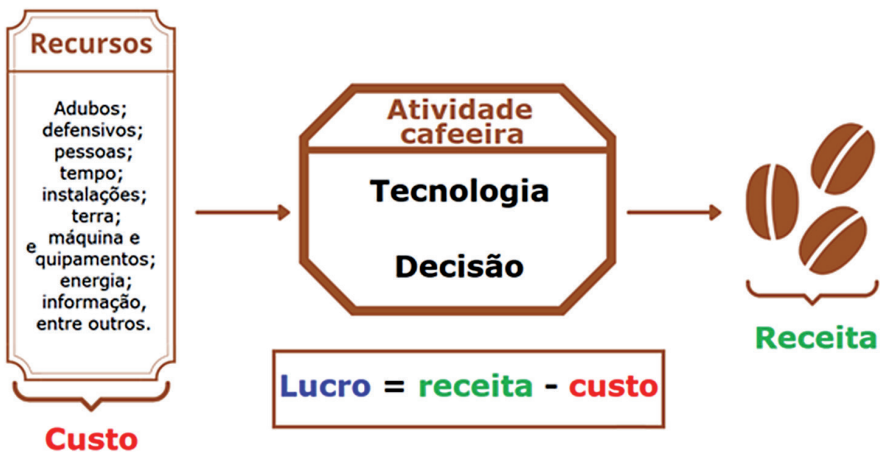 Recursos
Adubos;
defensivos;
pessoas;
tempo;
instalações;
terra;
máquina e
e quipamentos;
energia;
informação,
entre outros.
Custo
Atividade
cafeeira
Tecnologia
Decisão
Lucro = receita - custo
Receita